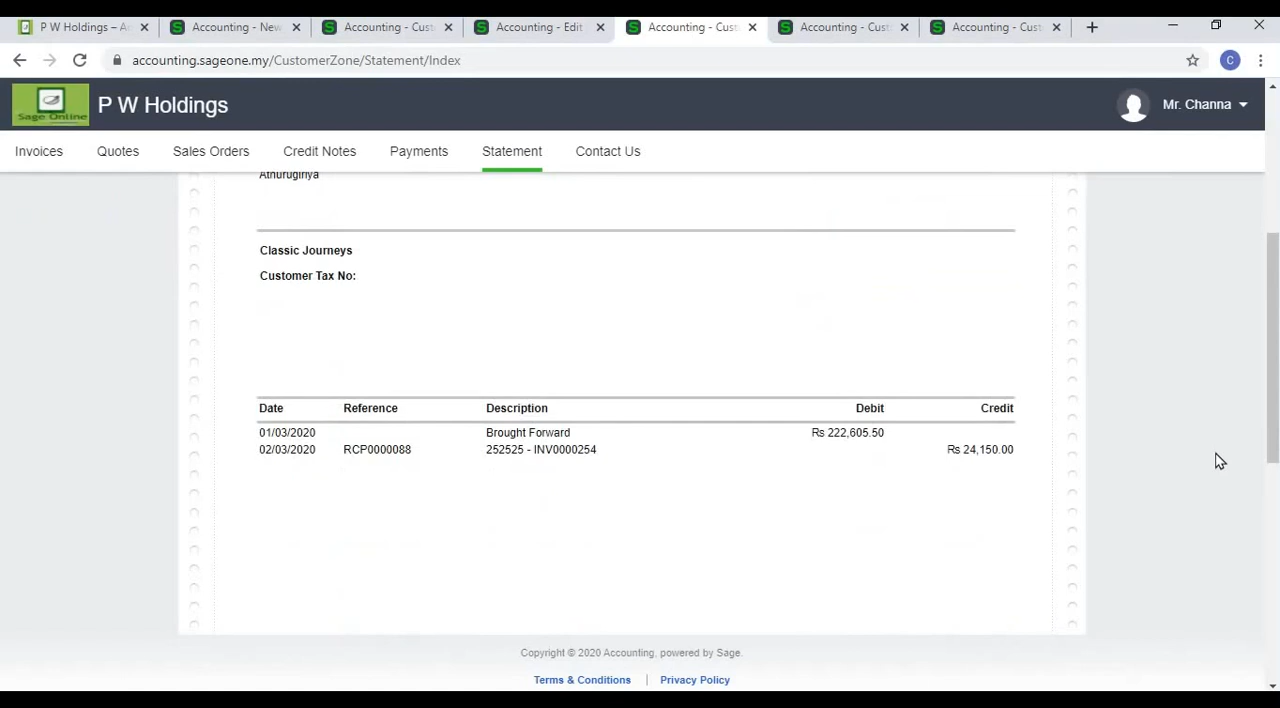 P W Holdings – A
Accounting - New
Accounting - Cust
Accounting - Edit
Accounting - Cust
Accounting - Cust
Accounting - Cust
accounting.sageone.my/CustomerZone/Statement/Index
C
Sage Online
P W Holdings
Mr. Channa
Invoices Quotes Sales Orders Credit Notes Payments Statement Contact Us
Athurugiriya
Classic Journeys
Customer Tax No:
Date Reference Description Debit Credit
01/03/2020 Brought Forward Rs 222,605.50
02/03/2020 RCP0000088 252525 - INV0000254 Rs 24,150.00
Copyright © 2020 Accounting, powered by Sage.
Terms & Conditions | Privacy Policy